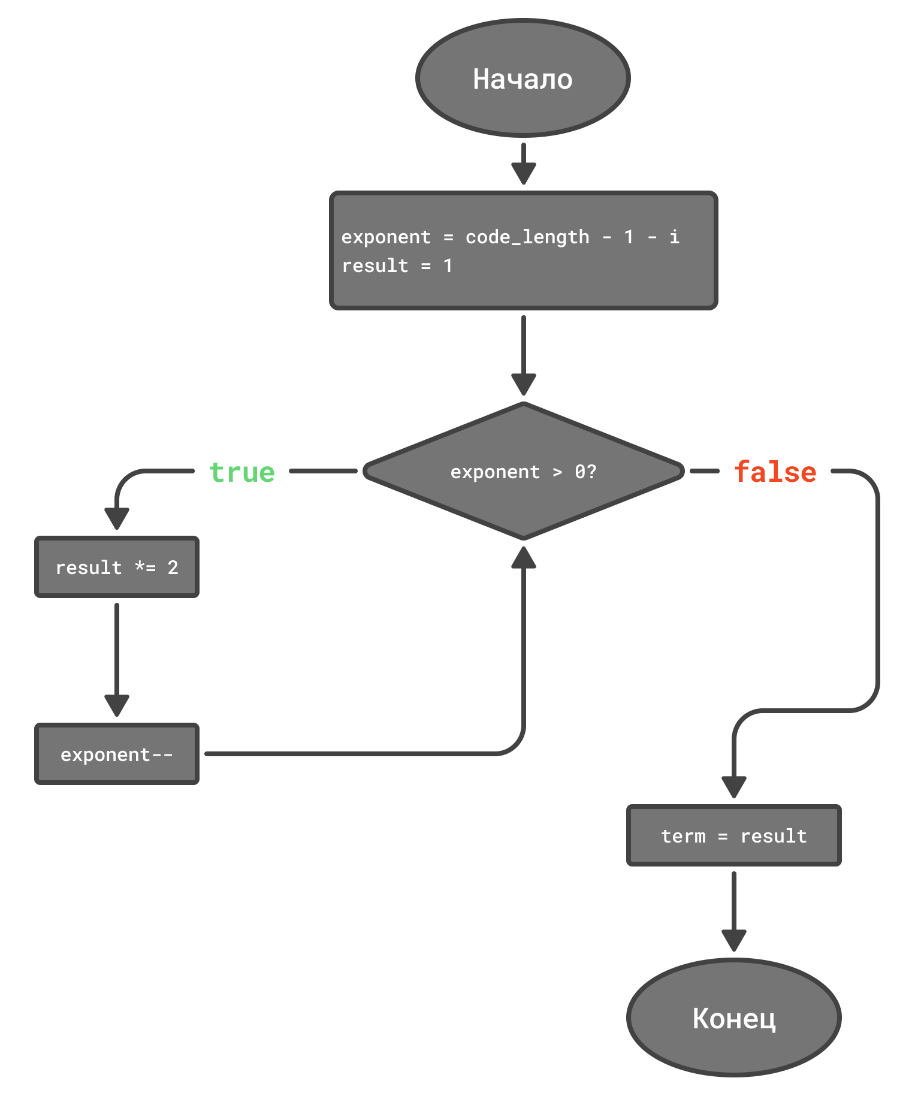 Начало
exponent = code_length - 1 - i
result = 1
exponent > 0?
true
false
result *= 2
exponent--
term = result
Конец